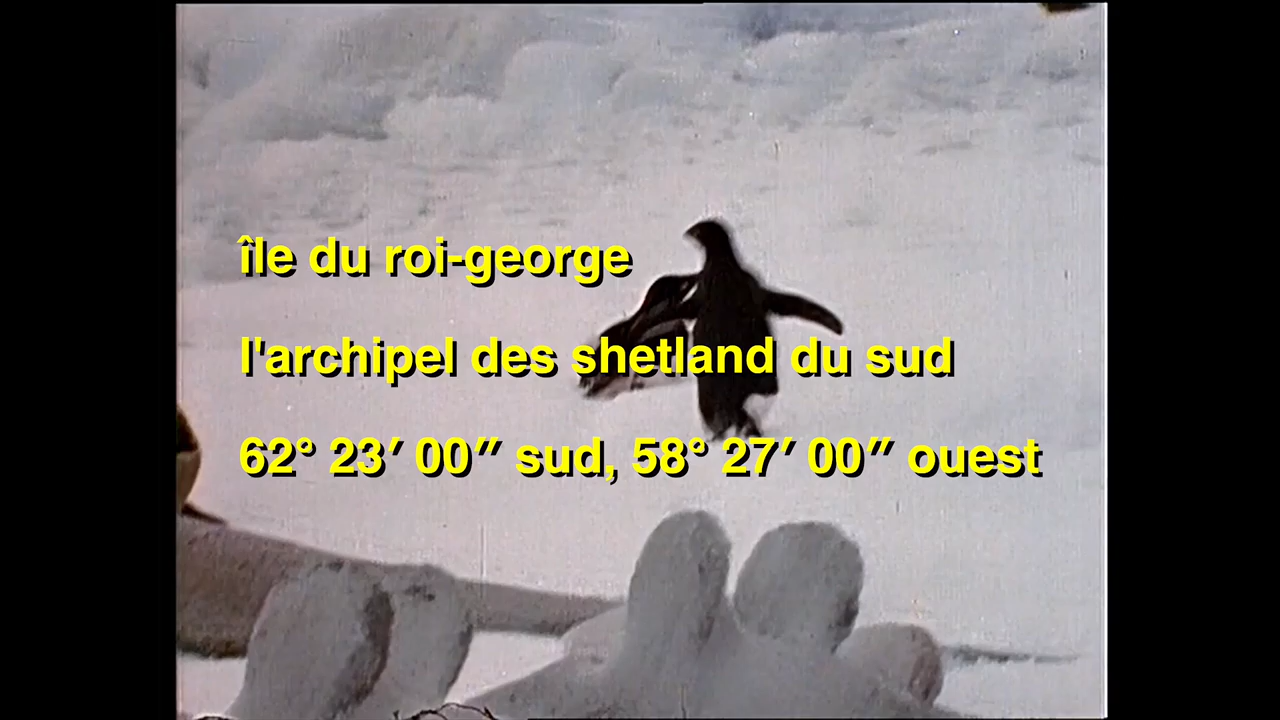 île du roi-george
l'archipel des shetland du sud
62° 23′ 00″ sud, 58° 27′ 00″ ouest